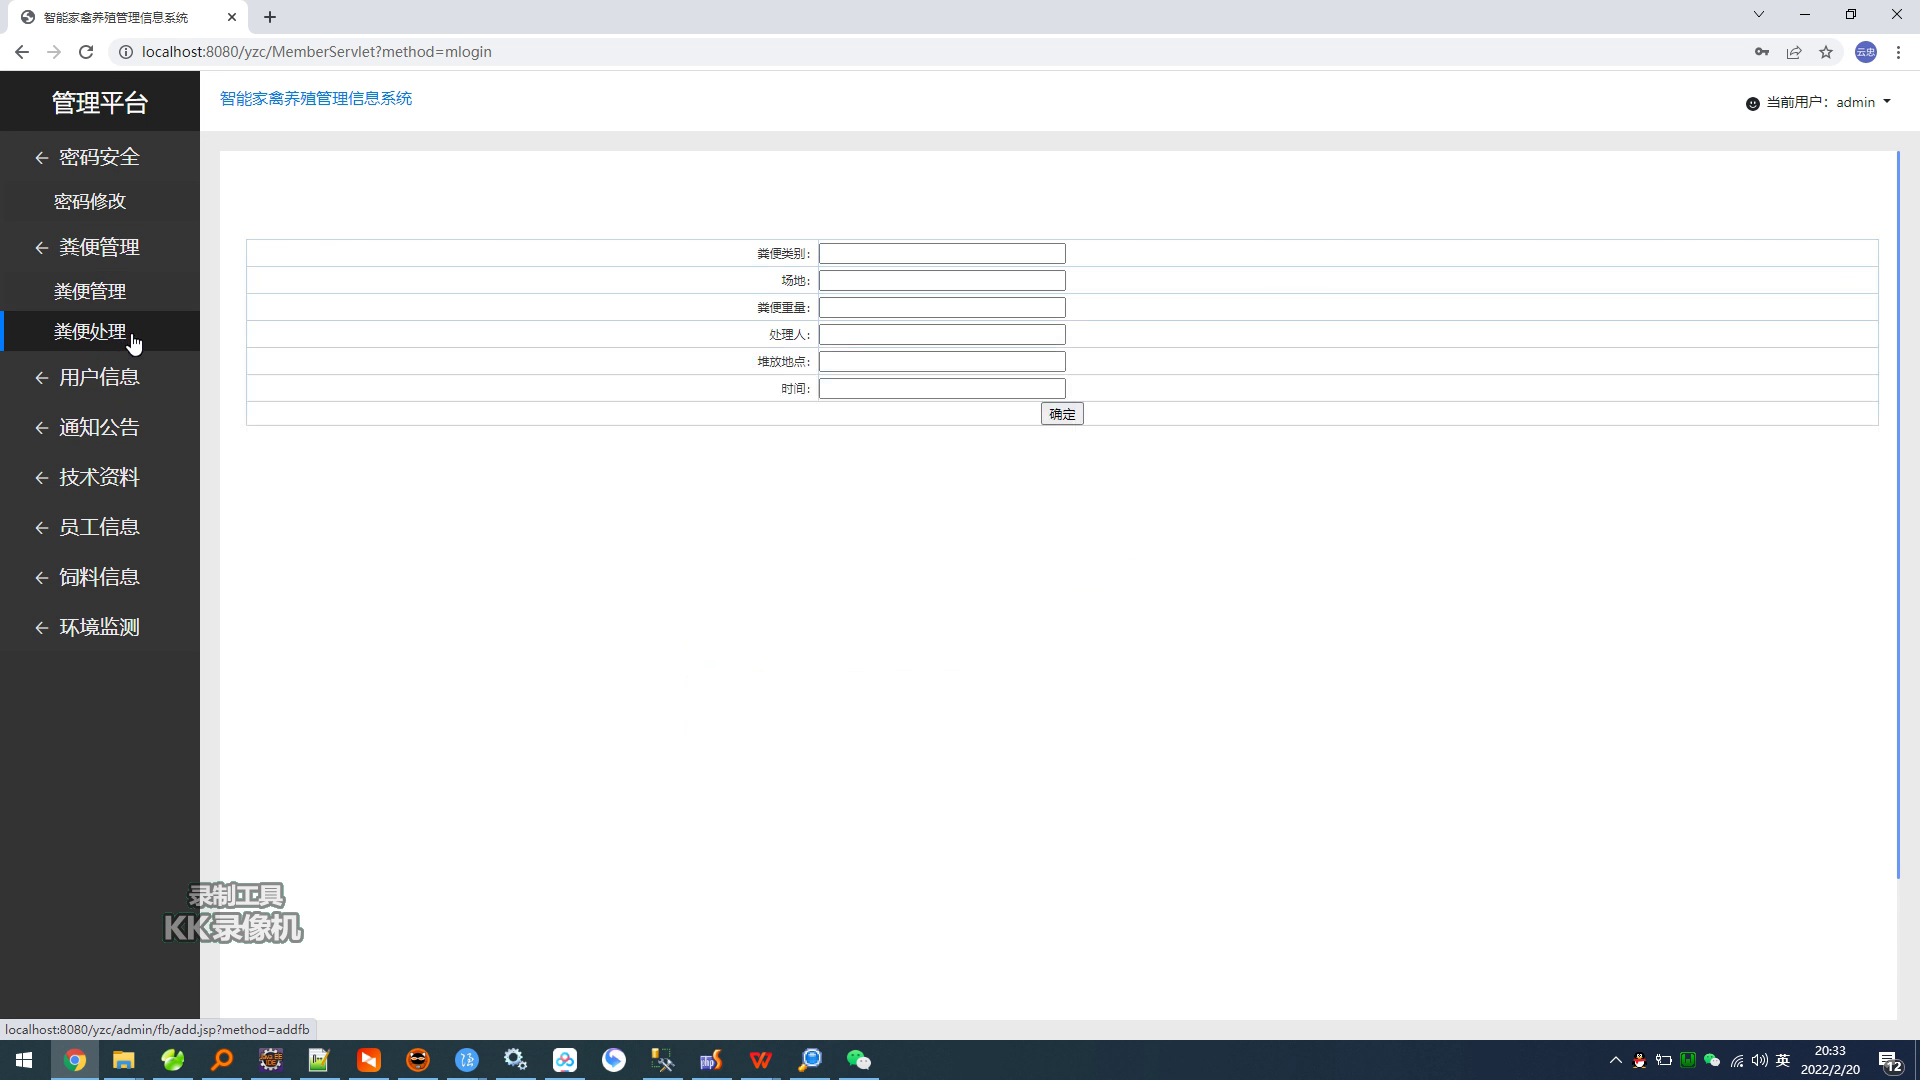 智能家禽养殖管理信息系统
localhost:8080/yzc/MemberServlet?method=mlogin
云忠
管理平台
智能家禽养殖管理信息系统
当前用户： admin
密码安全
密码修改
粪便管理
粪便管理
粪便处理
用户信息
通知公告
技术资料
员工信息
饲料信息
环境监测
粪便类别：
场地：
粪便重量：
处理人：
堆放地点：
时间：
确定
录制工具
KK录像机
localhost:8080/yzc/admin/fb/add.jsp?method=addfb
英
20:33
2022/2/20
12